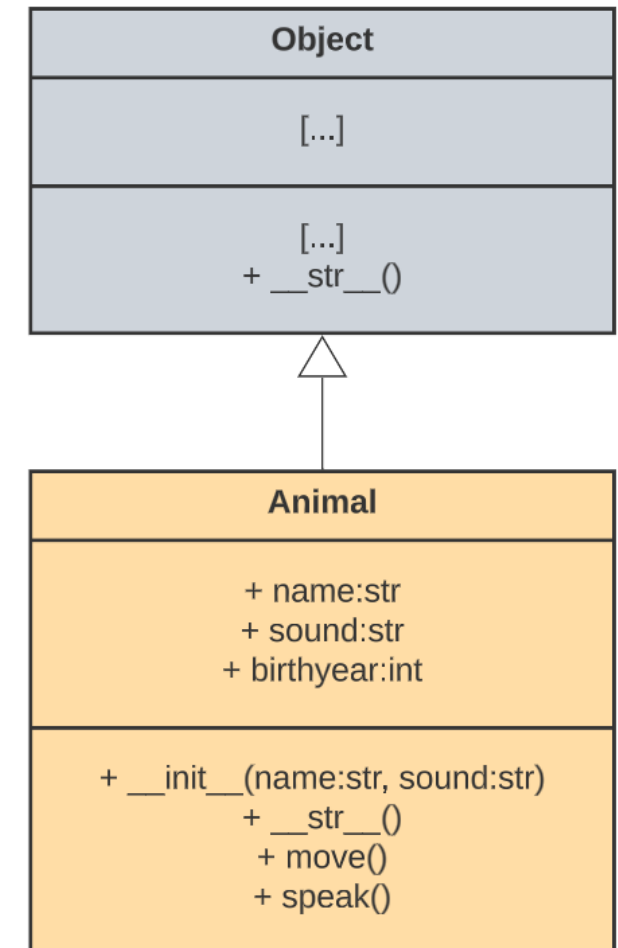 Object
[...]
[...]
+ __str__()
Animal
+ name:str
+ sound:str
+ birthyear:int
+ __init__(name:str, sound:str)
+ __str__()
+ move()
+ speak()